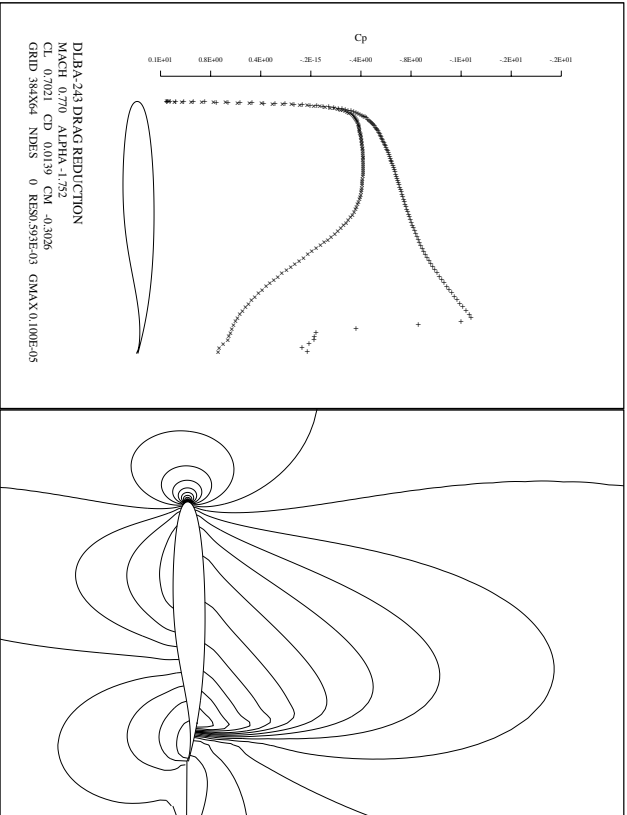 Cp
0.1E+01 0.8E+00 0.4E+00 -.2E-15 -.4E+00 -.8E+00 -.1E+01 -.2E+01 -.2E+01
DLBA-243 DRAG REDUCTION
MACH 0.770 ALPHA -1.752
CL 0.7021 CD 0.0139 CM -0.3026
GRID 384X64 NDES 0 RES0.593E-03 GMAX 0.100E-05